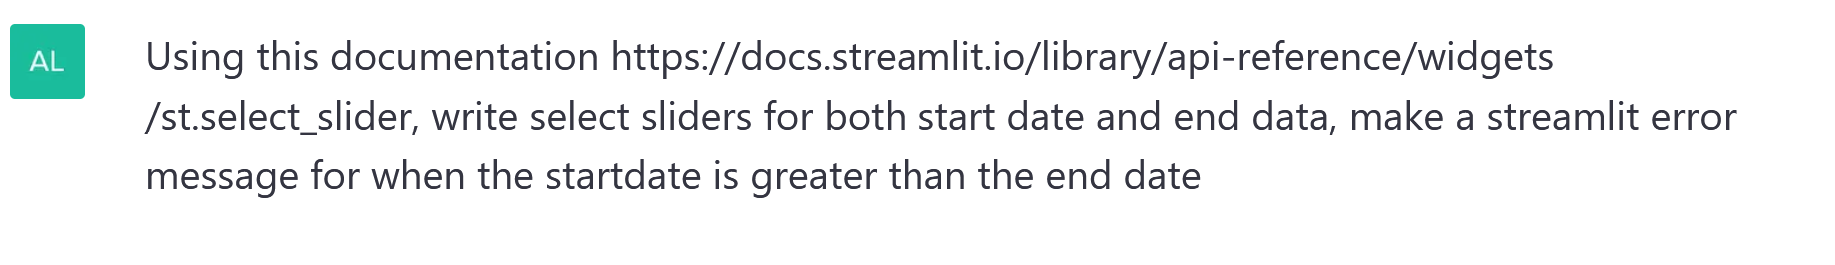 AL
Using this documentation https://docs.streamlit.io/library/api-reference/widgets
/st.select_slider, write select sliders for both start date and end data, make a streamlit error
message for when the startdate is greater than the end date